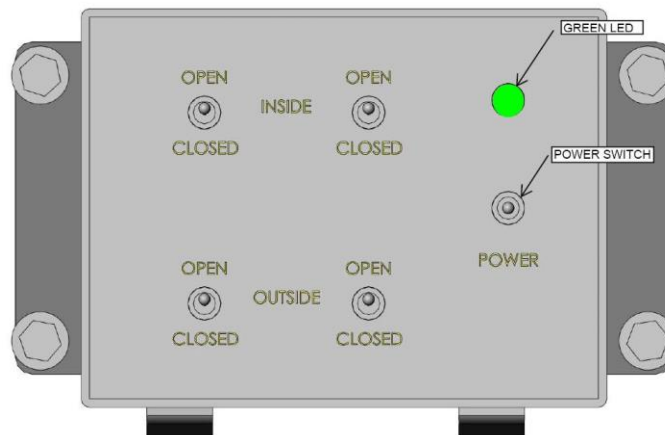 GREEN LED
OPEN OPEN
INSIDE
CLOSED CLOSED
POWER SWITCH
POWER
OPEN OPEN
OUTSIDE
CLOSED CLOSED